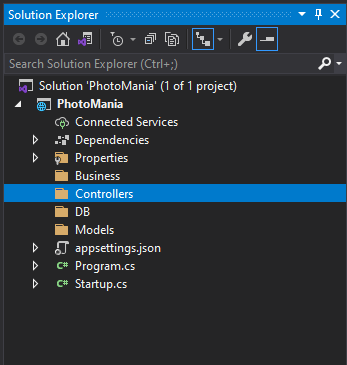 Solution Explorer
Search Solution Explorer (Ctrl+;)
Solution 'PhotoMania' (1 of 1 project)
PhotoMania
Connected Services
Dependencies
Properties
Business
Controllers
DB
Models
appsettings.json
C# Program.cs
C# Startup.cs